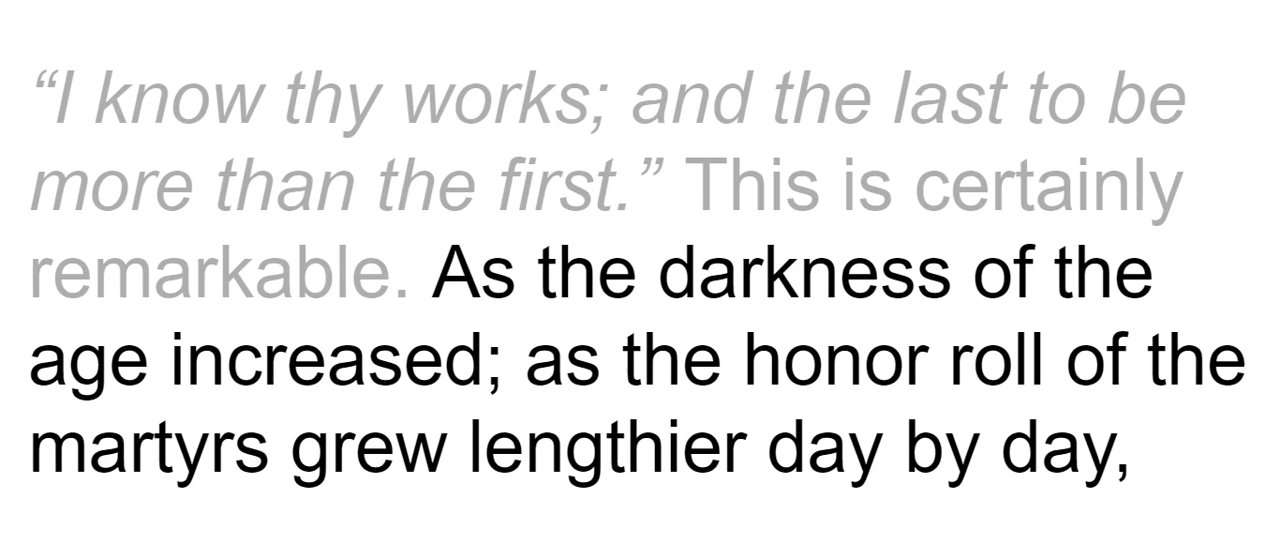 “I know thy works; and the last to be
more than the first.” This is certainly
remarkable. As the darkness of the
age increased; as the honor roll of the
martyrs grew lengthier day by day,